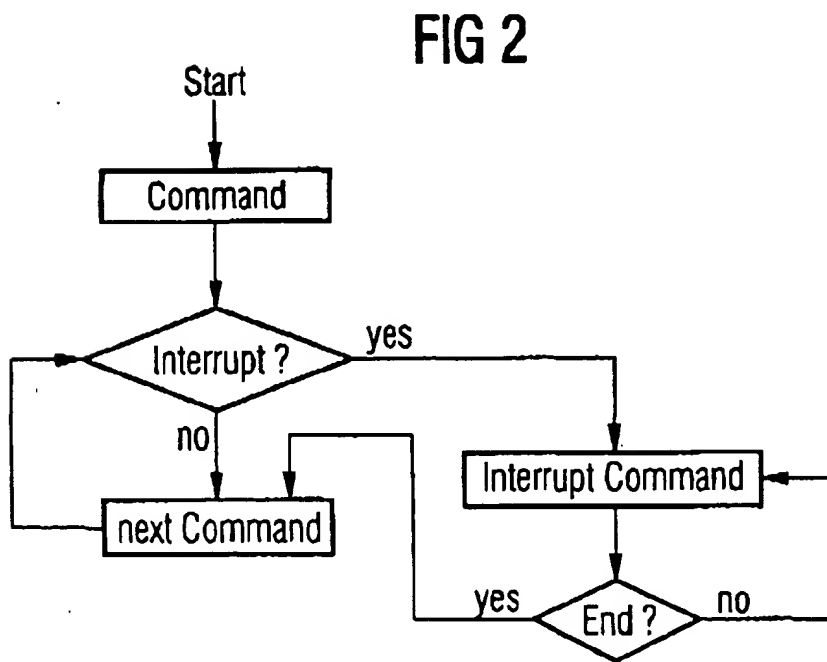 FIG 2
Start
Command
Interrupt ?
yes
no
Interrupt Command
next Command
yes
End ?
no